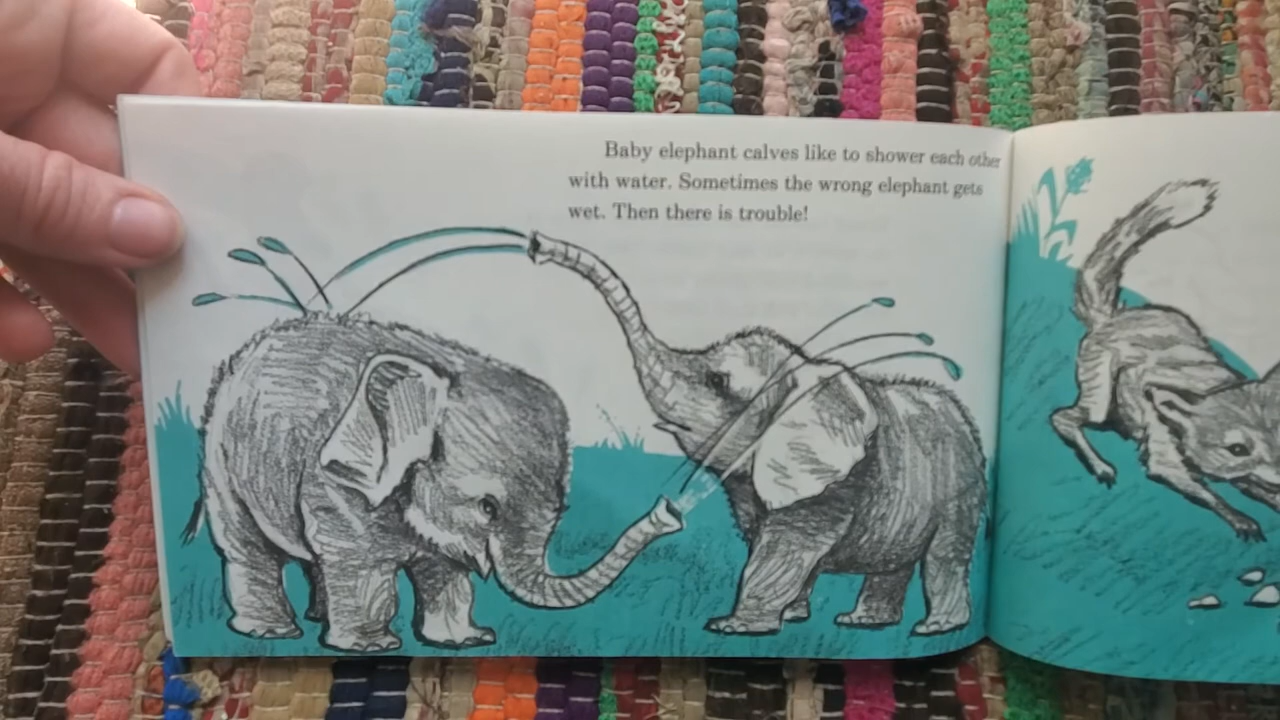 Baby elephant calves like to shower each other
with water. Sometimes the wrong elephant gets
wet. Then there is trouble!